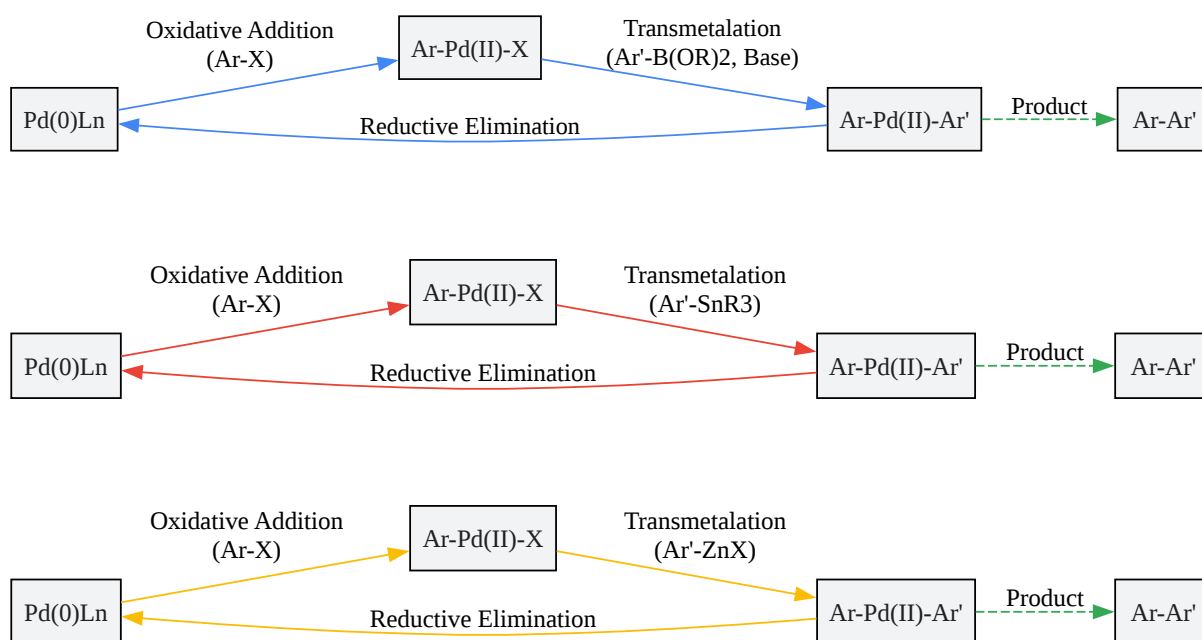 Oxidative Addition
(Ar-X)
Ar-Pd(II)-X
Transmetalation
(Ar'-B(OR)2, Base)
Pd(0)Ln
Reductive Elimination
Ar-Pd(II)-Ar'
Product
Ar-Ar'
Oxidative Addition
(Ar-X)
Ar-Pd(II)-X
Transmetalation
(Ar'-SnR3)
Pd(0)Ln
Reductive Elimination
Ar-Pd(II)-Ar'
Product
Ar-Ar'
Oxidative Addition
(Ar-X)
Ar-Pd(II)-X
Transmetalation
(Ar'-ZnX)
Pd(0)Ln
Reductive Elimination
Ar-Pd(II)-Ar'
Product
Ar-Ar'